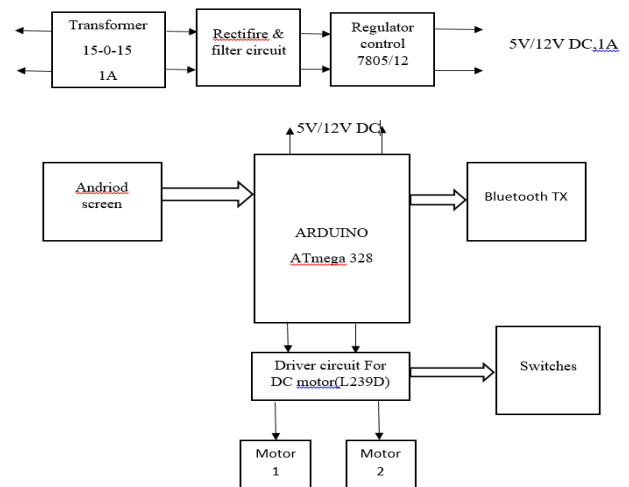 Transformer
15-0-15
1A
Rectifire &
filter circuit
Regulator
control
7805/12
5V/12V DC,1A
5V/12V DC
Andriod
screen
ARDUINO
ATmega 328
Bluetooth TX
Driver circuit For
DC motor(L239D)
Switches
Motor
1
Motor
2